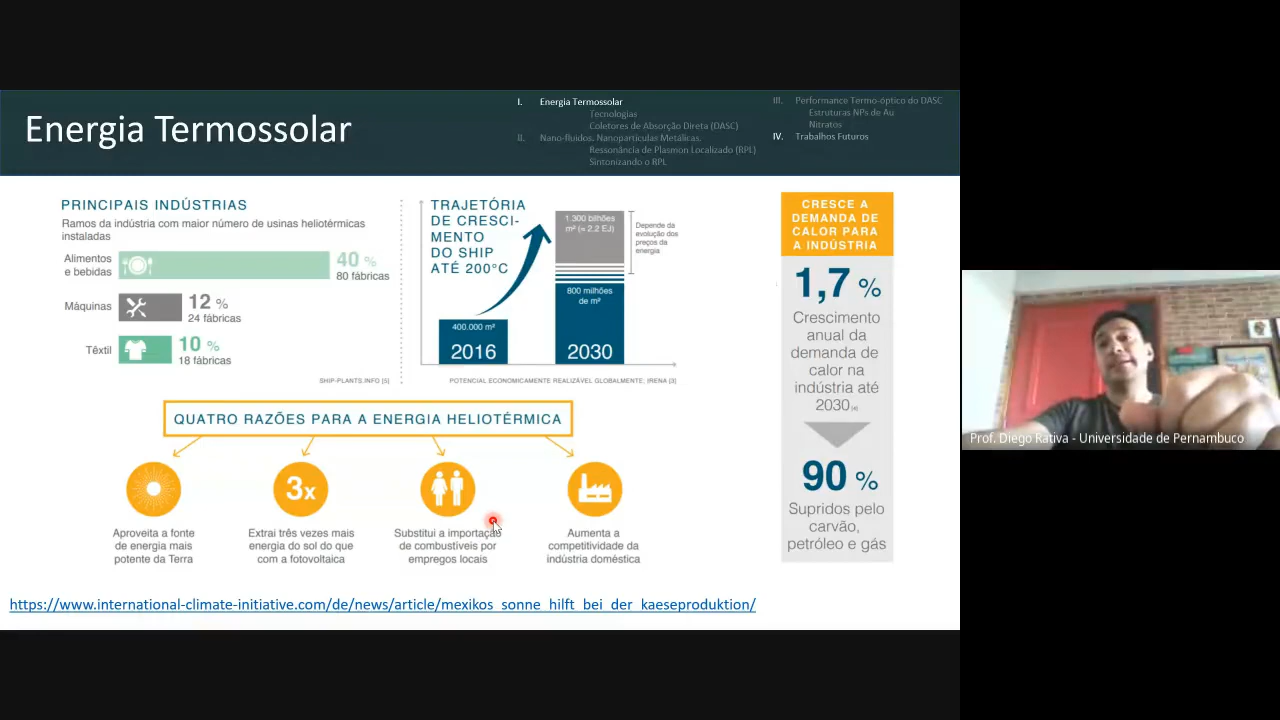 Energia Termossolar
I. Energia Termossolar
Tecnologias
Coletores de Absorção Direta (DASC)
II. Nano-fluidos: Nanopartículas Metálicas.
Ressonância de Plasmon Localizado (RPL)
Sintonizando o RPL
III. Performance Termo-óptico do DASC
Estruturas NPs de Au
Nitratos
IV. Trabalhos Futuros
PRINCIPAIS INDÚSTRIAS
Ramos da indústria com maior número de usinas heliotérmicas
instaladas
Alimentos
e bebidas
40 %
80 fábricas
Máquinas
12 %
24 fábricas
Têxtil
10 %
18 fábricas
SHIP-PLANTS.INFO [5]
TRAJETÓRIA
DE CRESCI-
MENTO
DO SHIP
ATÉ 200°C
400.000 m²
2016
1.300 bilhões
m² (≈ 2.2 EJ)
800 milhões
de m²
2030
Depende da
evolução dos
preços da
energia
POTENCIAL ECONOMICAMENTE REALIZÁVEL GLOBALMENTE; IRENA [3]
CRESCE A
DEMANDA DE
CALOR PARA
A INDÚSTRIA
1,7 %
Crescimento
anual da
demanda de
calor na
indústria até
2030 [4]
90 %
Supridos pelo
carvão,
petróleo e gás
QUATRO RAZÕES PARA A ENERGIA HELIOTÉRMICA
Aproveita a fonte
de energia mais
potente da Terra
3x
Extrai três vezes mais
energia do sol do que
com a fotovoltaica
Substitui a importação
de combustíveis por
empregos locais
Aumenta a
competitividade da
indústria doméstica
https://www.international-climate-initiative.com/de/news/article/mexikos_sonne_hilft_bei_der_kaeseproduktion/
Prof. Diego Rativa - Universidade de Pernambuco